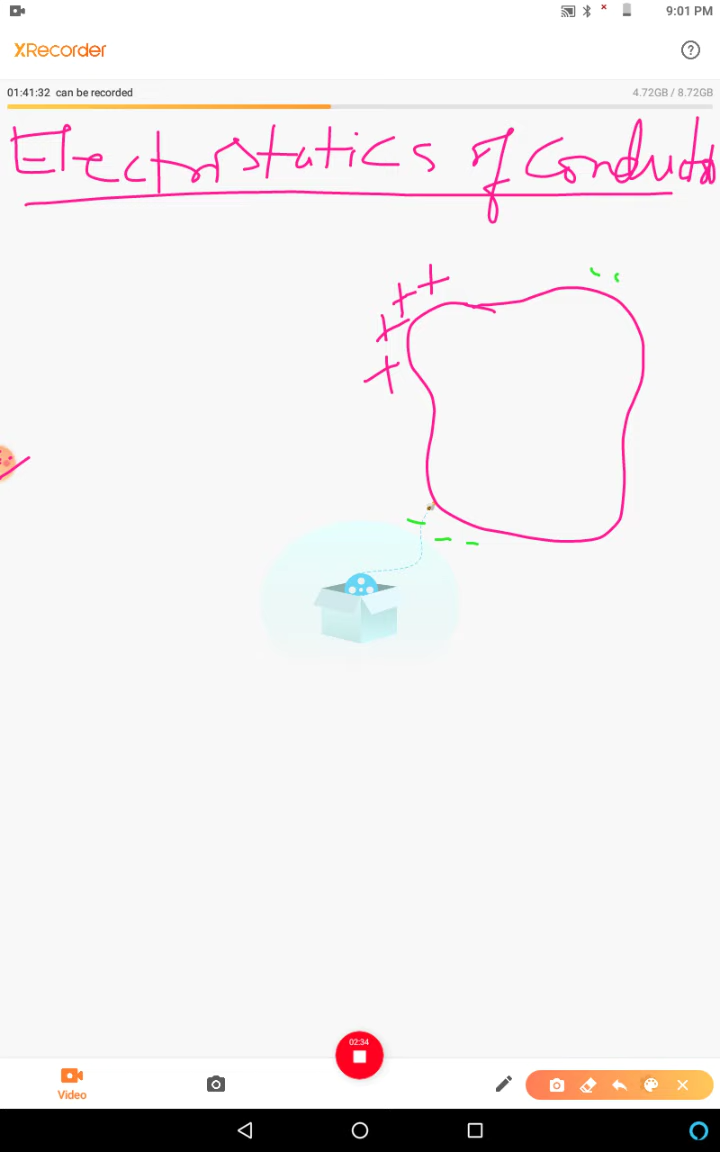 9:01 PM
XRecorder
01:41:32 can be recorded
4.72GB / 8.72GB
Electrostatics of Conducto
02:34
Video